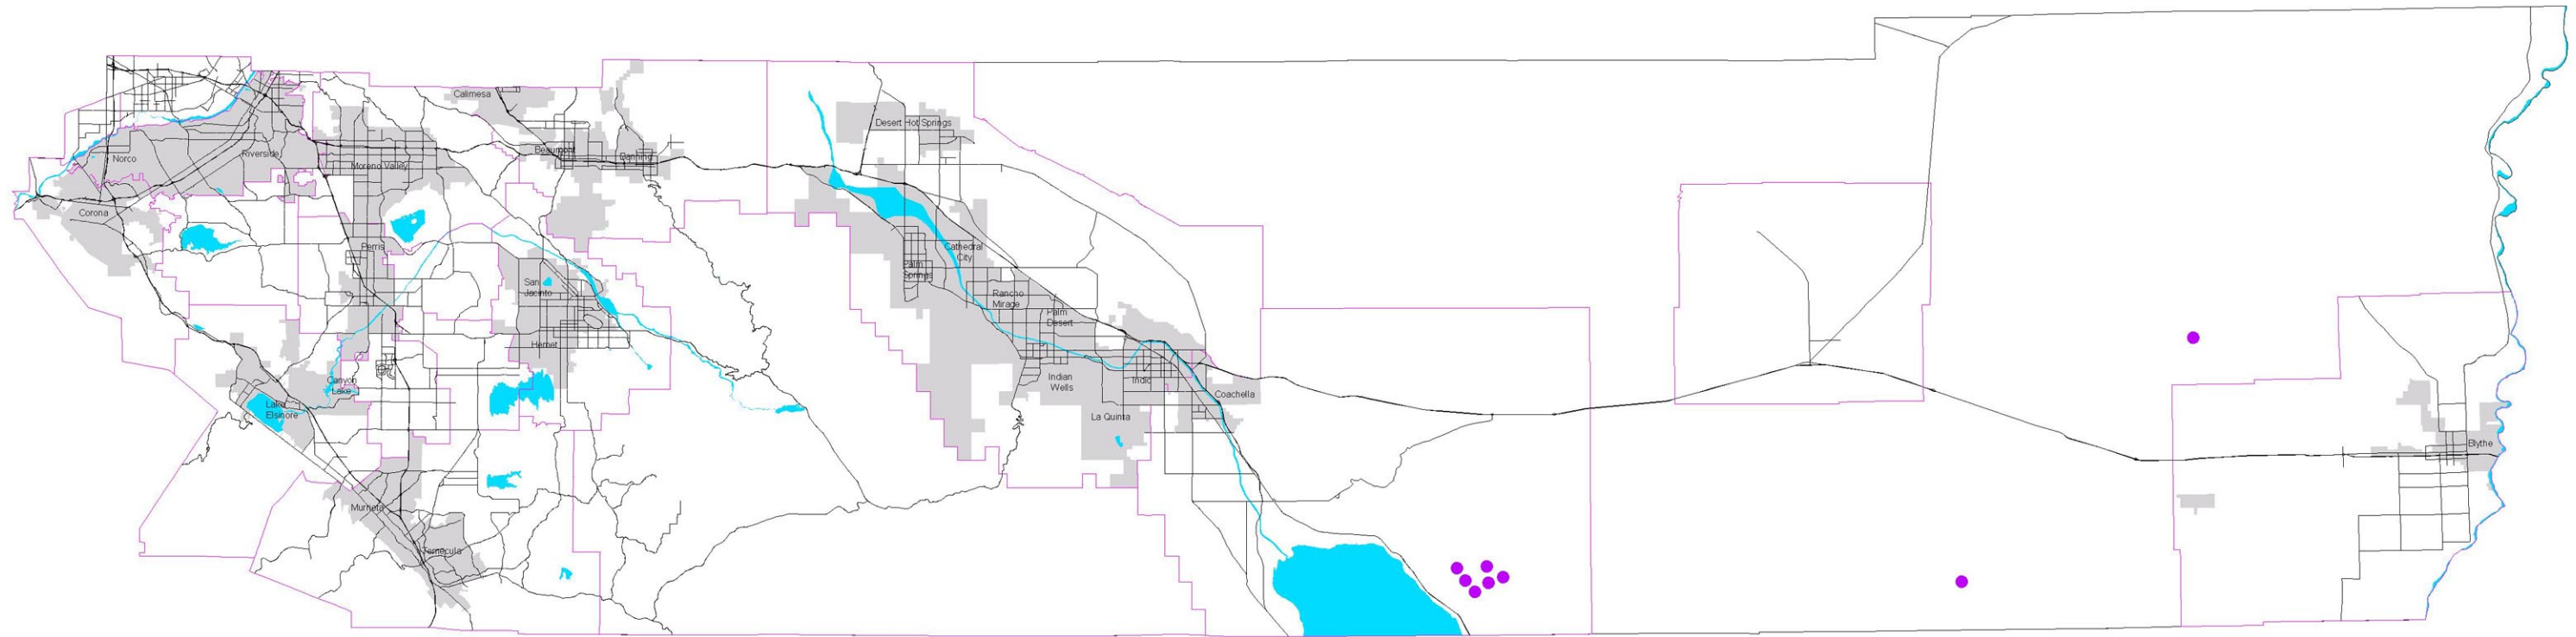 Calimesa
Desert Hot Springs
Norco
Riverside
Moreno Valley
Beaumont
Banning
Corona
Perris
Cathedral
City
Palm
Springs
San
Jacinto
Rancho
Mirage
Palm
Desert
Hemet
Canyon
Lake
Lake
Elsinore
Indian
Wells
Indio
Coachella
La Quinta
Blythe
Murrieta
Temecula